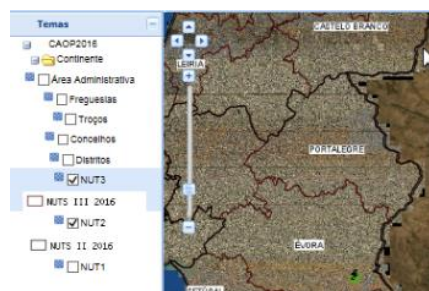 Temas
CAOP2016
Continente
Área Administrativa
Freguesias
Troços
Concelhos
Distritos
NUT3
NUTS III 2016
NUT2
NUTS II 2016
NUT1
CASTELO BRANCO
LEIRIA
PORTALEGRE
ÉVORA
SETÚBAL